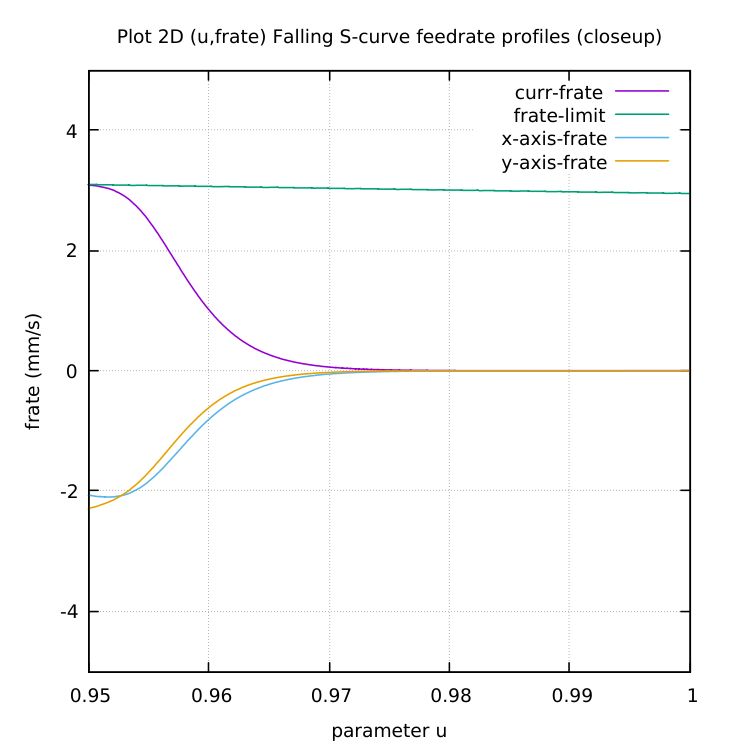 Plot 2D (u,frate) Falling S-curve feedrate profiles (closeup)
curr-frate
frate-limit
x-axis-frate
y-axis-frate
4
2
0
-2
-4
frate (mm/s)
0.95 0.96 0.97 0.98 0.99 1
parameter u